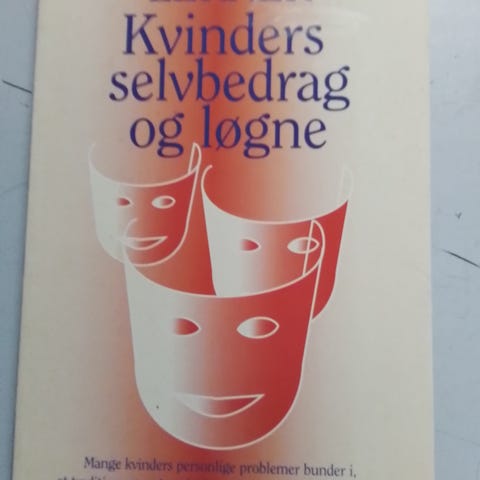 Kvinders
selvbedrag
og løgne
Mange kvinders personlige problemer bunder i,